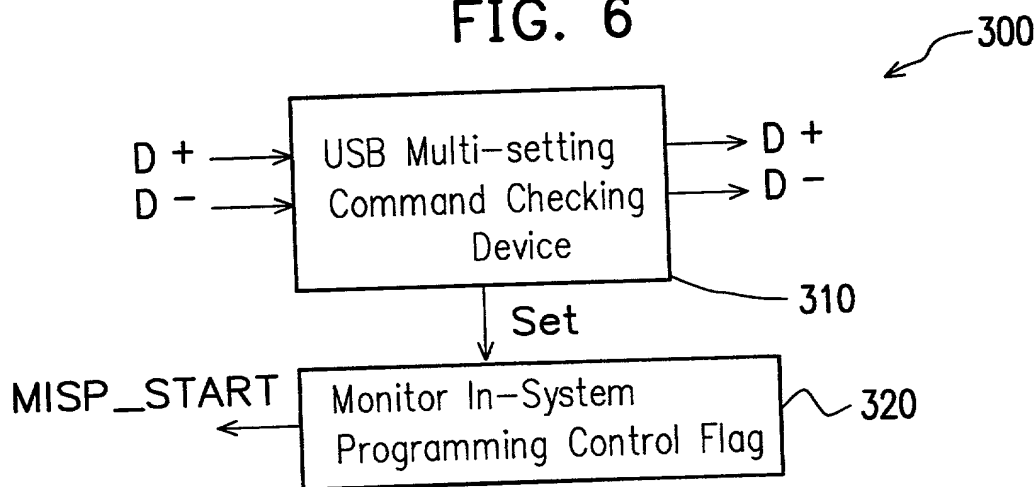 FIG. 6
300
D + USB Multi-setting D +
D - Command Checking D -
Device
310
Set
MISP_START Monitor In-System 320
Programming Control Flag